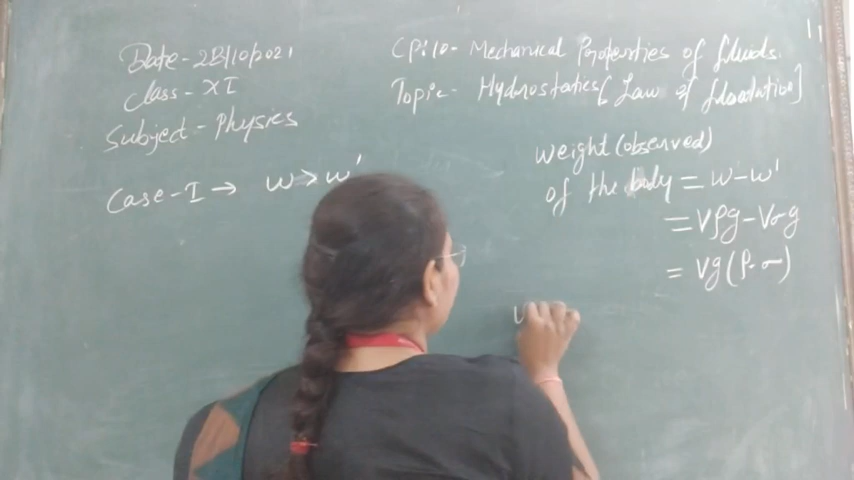 Date - 28/10/2021
Class - XI
Subject - Physics
CP:10 - Mechanical Properties of fluids.
Topic - Hydrostatics [Law of floatation]
Case-I → W > W'
Weight (observed)
of the body = W - W'
= Vρg - Vσg
= Vg (ρ-σ)